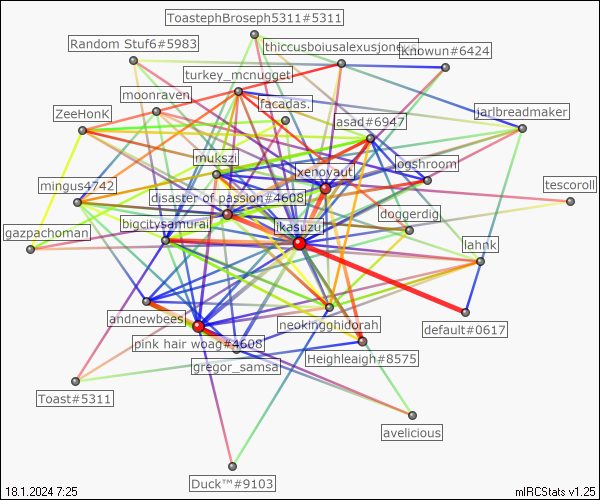 ToastephBroseph5311#5311
Random Stuf6#5983
thiccusboiusalexusjones
Knowun#6424
turkey_mcnugget
moonraven
facadas.
ZeeHonK
asad#6947
jarlbreadmaker
mukszil
xenoyaut
ogshroom
mingus4742
disaster of passion#4608
tescoroll
doggerdig
bigcitysamurai
ikasuzu
gazpachoman
lahnk
andnewbees
neokingghidorah
default#0617
pink hair woag#4608
Heighleaigh#8575
gregor_samsa
Toast#5311
avelicious
Duck™#9103
18.1.2024 7:25
mIRCStats v1.25